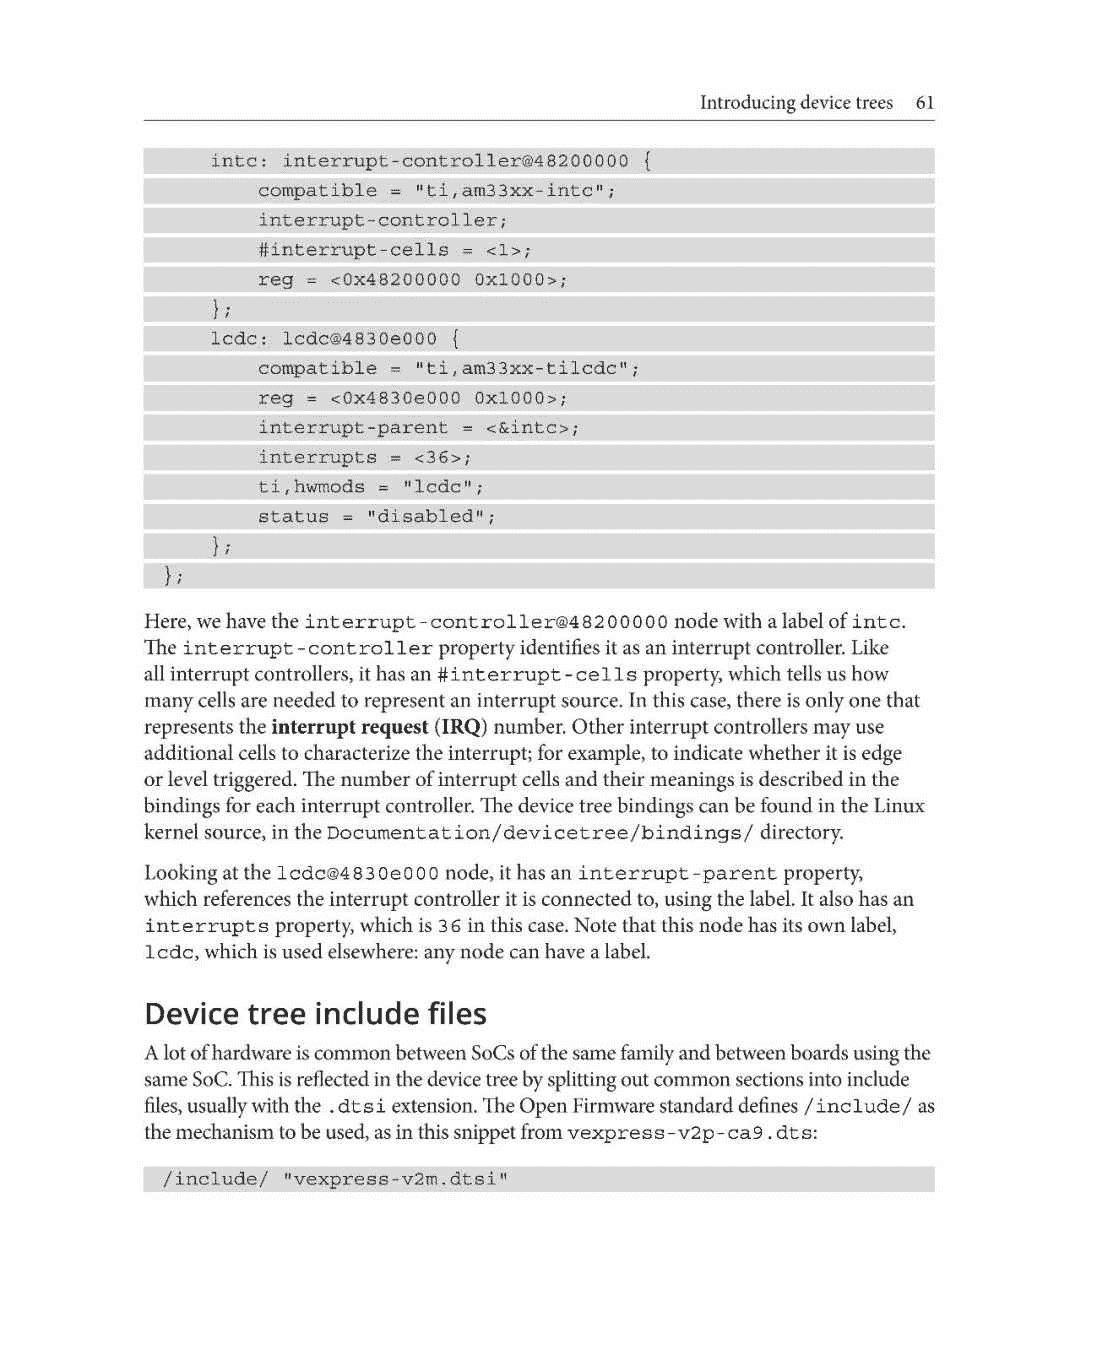 Introducing device trees 61
intc: interrupt-controller@48200000 {
compatible = "ti,am33xx-intc";
interrupt-controller;
#interrupt-cells = <1>;
reg = <0x48200000 0x1000>;
};
lcdc: lcdc@4830e000 {
compatible = "ti,am33xx-tilcdc";
reg = <0x4830e000 0x1000>;
interrupt-parent = <&intc>;
interrupts = <36>;
ti,hwmods = "lcdc";
status = "disabled";
};
};
Here, we have the interrupt-controller@48200000 node with a label of intc.
The interrupt-controller property identifies it as an interrupt controller. Like
all interrupt controllers, it has an #interrupt-cells property, which tells us how
many cells are needed to represent an interrupt source. In this case, there is only one that
represents the interrupt request (IRQ) number. Other interrupt controllers may use
additional cells to characterize the interrupt; for example, to indicate whether it is edge
or level triggered. The number of interrupt cells and their meanings is described in the
bindings for each interrupt controller. The device tree bindings can be found in the Linux
kernel source, in the Documentation/devicetree/bindings/ directory.
Looking at the lcdc@4830e000 node, it has an interrupt-parent property,
which references the interrupt controller it is connected to, using the label. It also has an
interrupts property, which is 36 in this case. Note that this node has its own label,
lcdc, which is used elsewhere: any node can have a label.
Device tree include files
A lot of hardware is common between SoCs of the same family and between boards using the
same SoC. This is reflected in the device tree by splitting out common sections into include
files, usually with the .dtsi extension. The Open Firmware standard defines /include/ as
the mechanism to be used, as in this snippet from vexpress-v2p-ca9.dts:
/include/ "vexpress-v2m.dtsi"